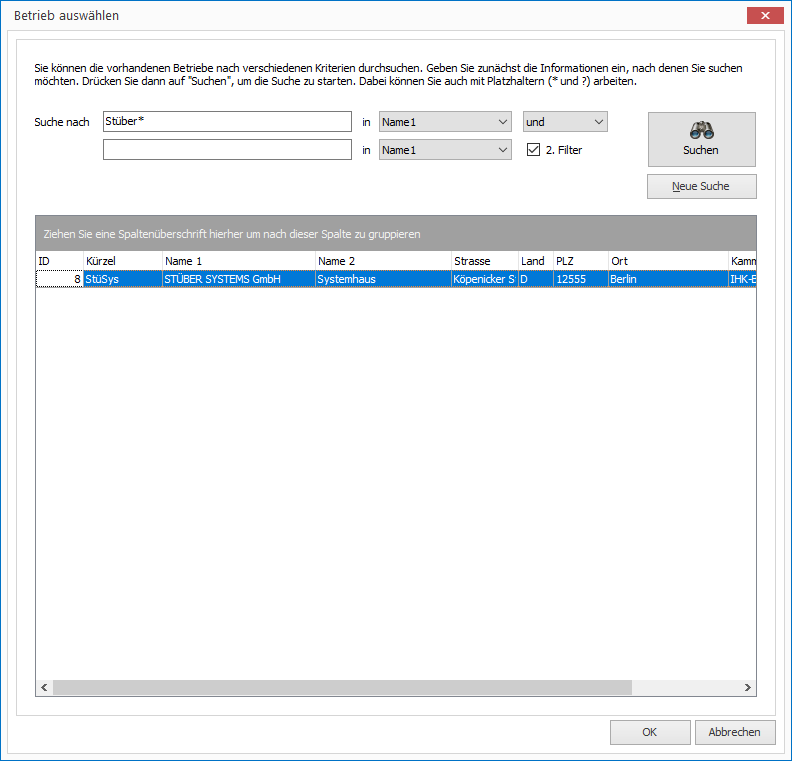 Betrieb auswählen
Sie können die vorhandenen Betriebe nach verschiedenen Kriterien durchsuchen. Geben Sie zunächst die Informationen ein, nach denen Sie suchen
möchten. Drücken Sie dann auf "Suchen", um die Suche zu starten. Dabei können Sie auch mit Platzhaltern (* und ?) arbeiten.
Suche nach Stüber* in Name1 und
in Name1 2. Filter
Suchen
Neue Suche
Ziehen Sie eine Spaltenüberschrift hierher um nach dieser Spalte zu gruppieren
ID Kürzel Name 1 Name 2 Strasse Land PLZ Ort Kamm
8 StüSys STÜBER SYSTEMS GmbH Systemhaus Köpenicker S D 12555 Berlin IHK-B
OK Abbrechen